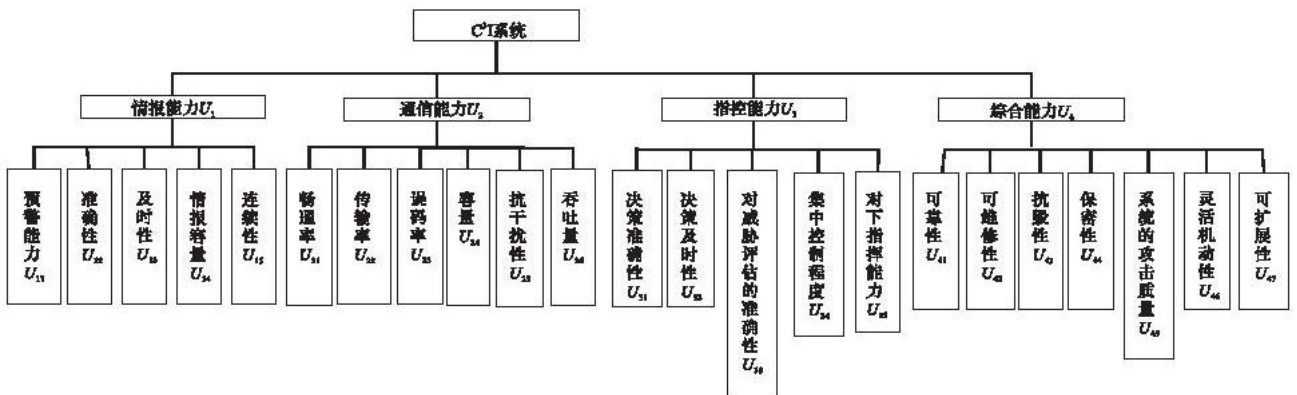 C³I系统
情报能力U₁
通信能力U₂
指控能力U₃
综合能力U₄
预警能力U₁₁
准确性U₂₂
及时性U₁₃
情报容量U₁₄
连续性U₁₅
畅通率U₂₁
传输率U₂₂
误码率U₂₃
容量U₂₄
抗干扰性U₂₅
吞吐量U₂₆
决策准确性U₃₁
决策及时性U₃₂
对威胁评估的准确性U₃₃
集中控制程度U₃₄
对下指挥能力U₃₅
可靠性U₄₁
可维修性U₄₂
抗毁性U₄₃
保密性U₄₄
系统的攻击质量U₄₅
灵活机动性U₄₆
可扩展性U₄₇